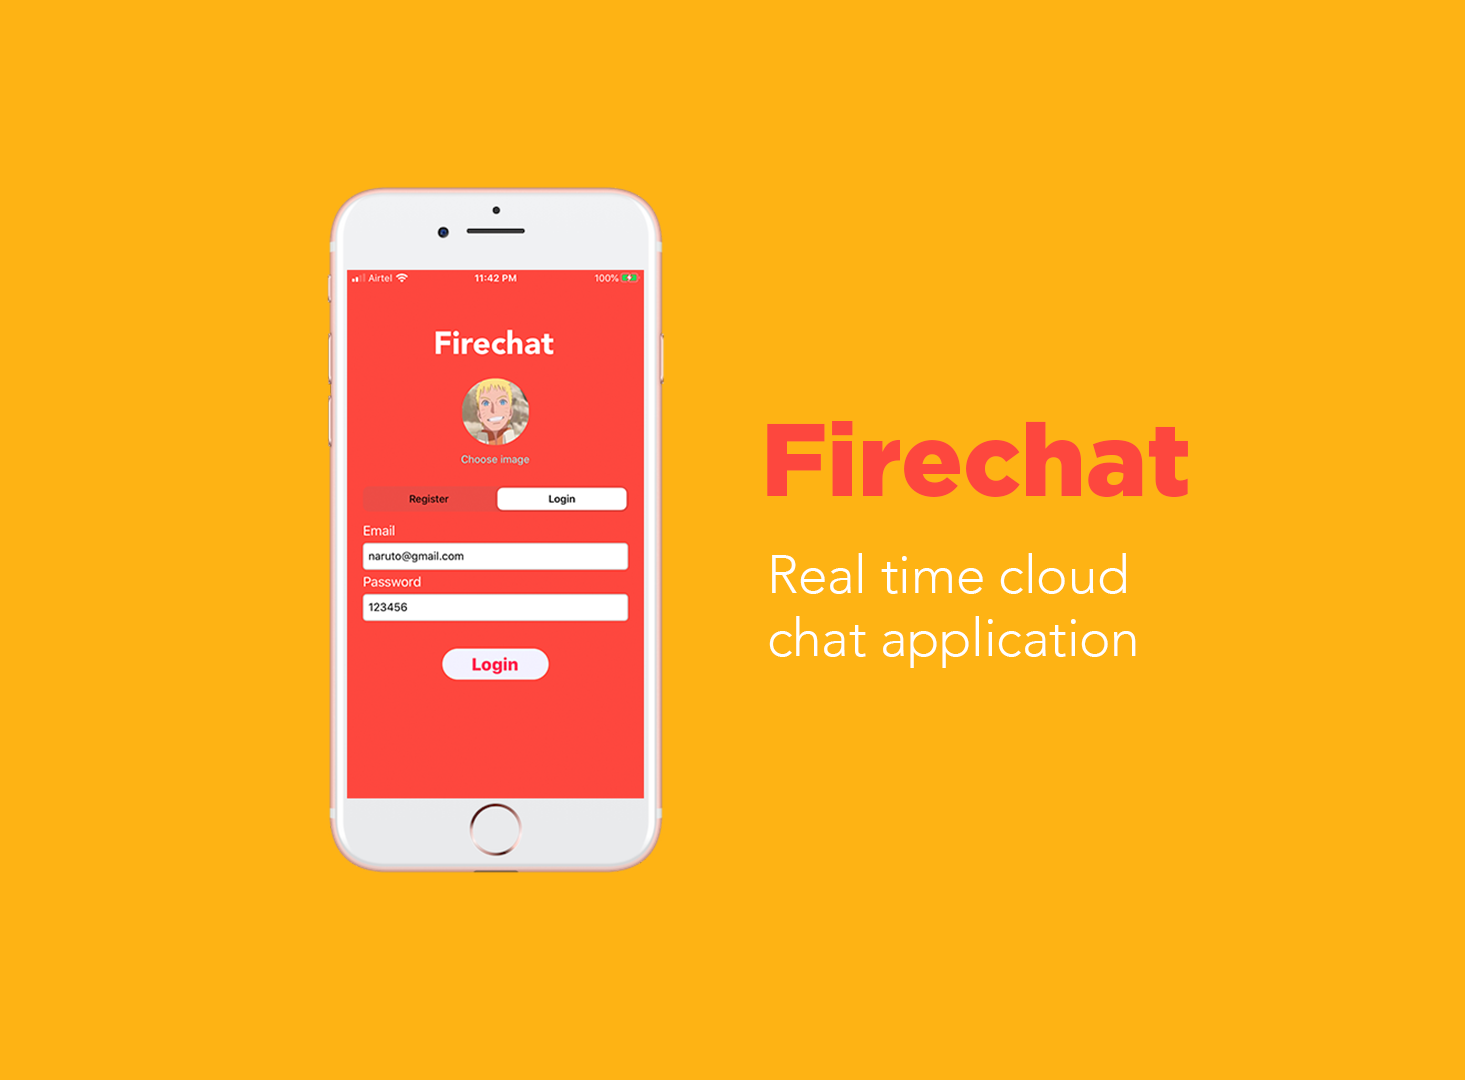 Airtel 11:42 PM 100%
Firechat
Choose image
Register Login
Email
naruto@gmail.com
Password
123456
Login
Firechat
Real time cloud
chat application